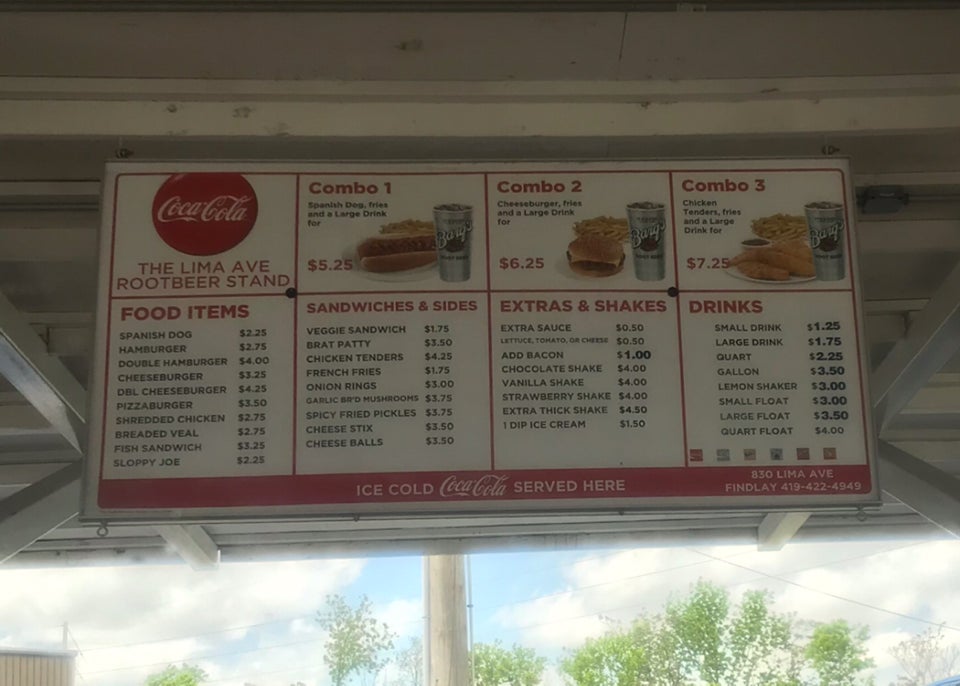 Coca-Cola
THE LIMA AVE
ROOTBEER STAND
Combo 1
Spanish Dog, fries
and a Large Drink
for
$5.25
Barq's
ROOT BEER
Combo 2
Cheeseburger, fries
and a Large Drink
for
$6.25
Barq's
ROOT BEER
Combo 3
Chicken
Tenders, fries
and a Large
Drink for
$7.25
Barq's
ROOT BEER
FOOD ITEMS
SPANISH DOG $2.25
HAMBURGER $2.75
DOUBLE HAMBURGER $4.00
CHEESEBURGER $3.25
DBL CHEESEBURGER $4.25
PIZZABURGER $3.50
SHREDDED CHICKEN $2.75
BREADED VEAL $2.75
FISH SANDWICH $3.25
SLOPPY JOE $2.25
SANDWICHES & SIDES
VEGGIE SANDWICH $1.75
BRAT PATTY $3.50
CHICKEN TENDERS $4.25
FRENCH FRIES $1.75
ONION RINGS $3.00
GARLIC BR'D MUSHROOMS $3.75
SPICY FRIED PICKLES $3.75
CHEESE STIX $3.50
CHEESE BALLS $3.50
EXTRAS & SHAKES
EXTRA SAUCE $0.50
LETTUCE, TOMATO, OR CHEESE $0.50
ADD BACON $1.00
CHOCOLATE SHAKE $4.00
VANILLA SHAKE $4.00
STRAWBERRY SHAKE $4.00
EXTRA THICK SHAKE $4.50
1 DIP ICE CREAM $1.50
DRINKS
SMALL DRINK $1.25
LARGE DRINK $1.75
QUART $2.25
GALLON $3.50
LEMON SHAKER $3.00
SMALL FLOAT $3.00
LARGE FLOAT $3.50
QUART FLOAT $4.00
ICE COLD Coca-Cola SERVED HERE
830 LIMA AVE
FINDLAY 419-422-4949